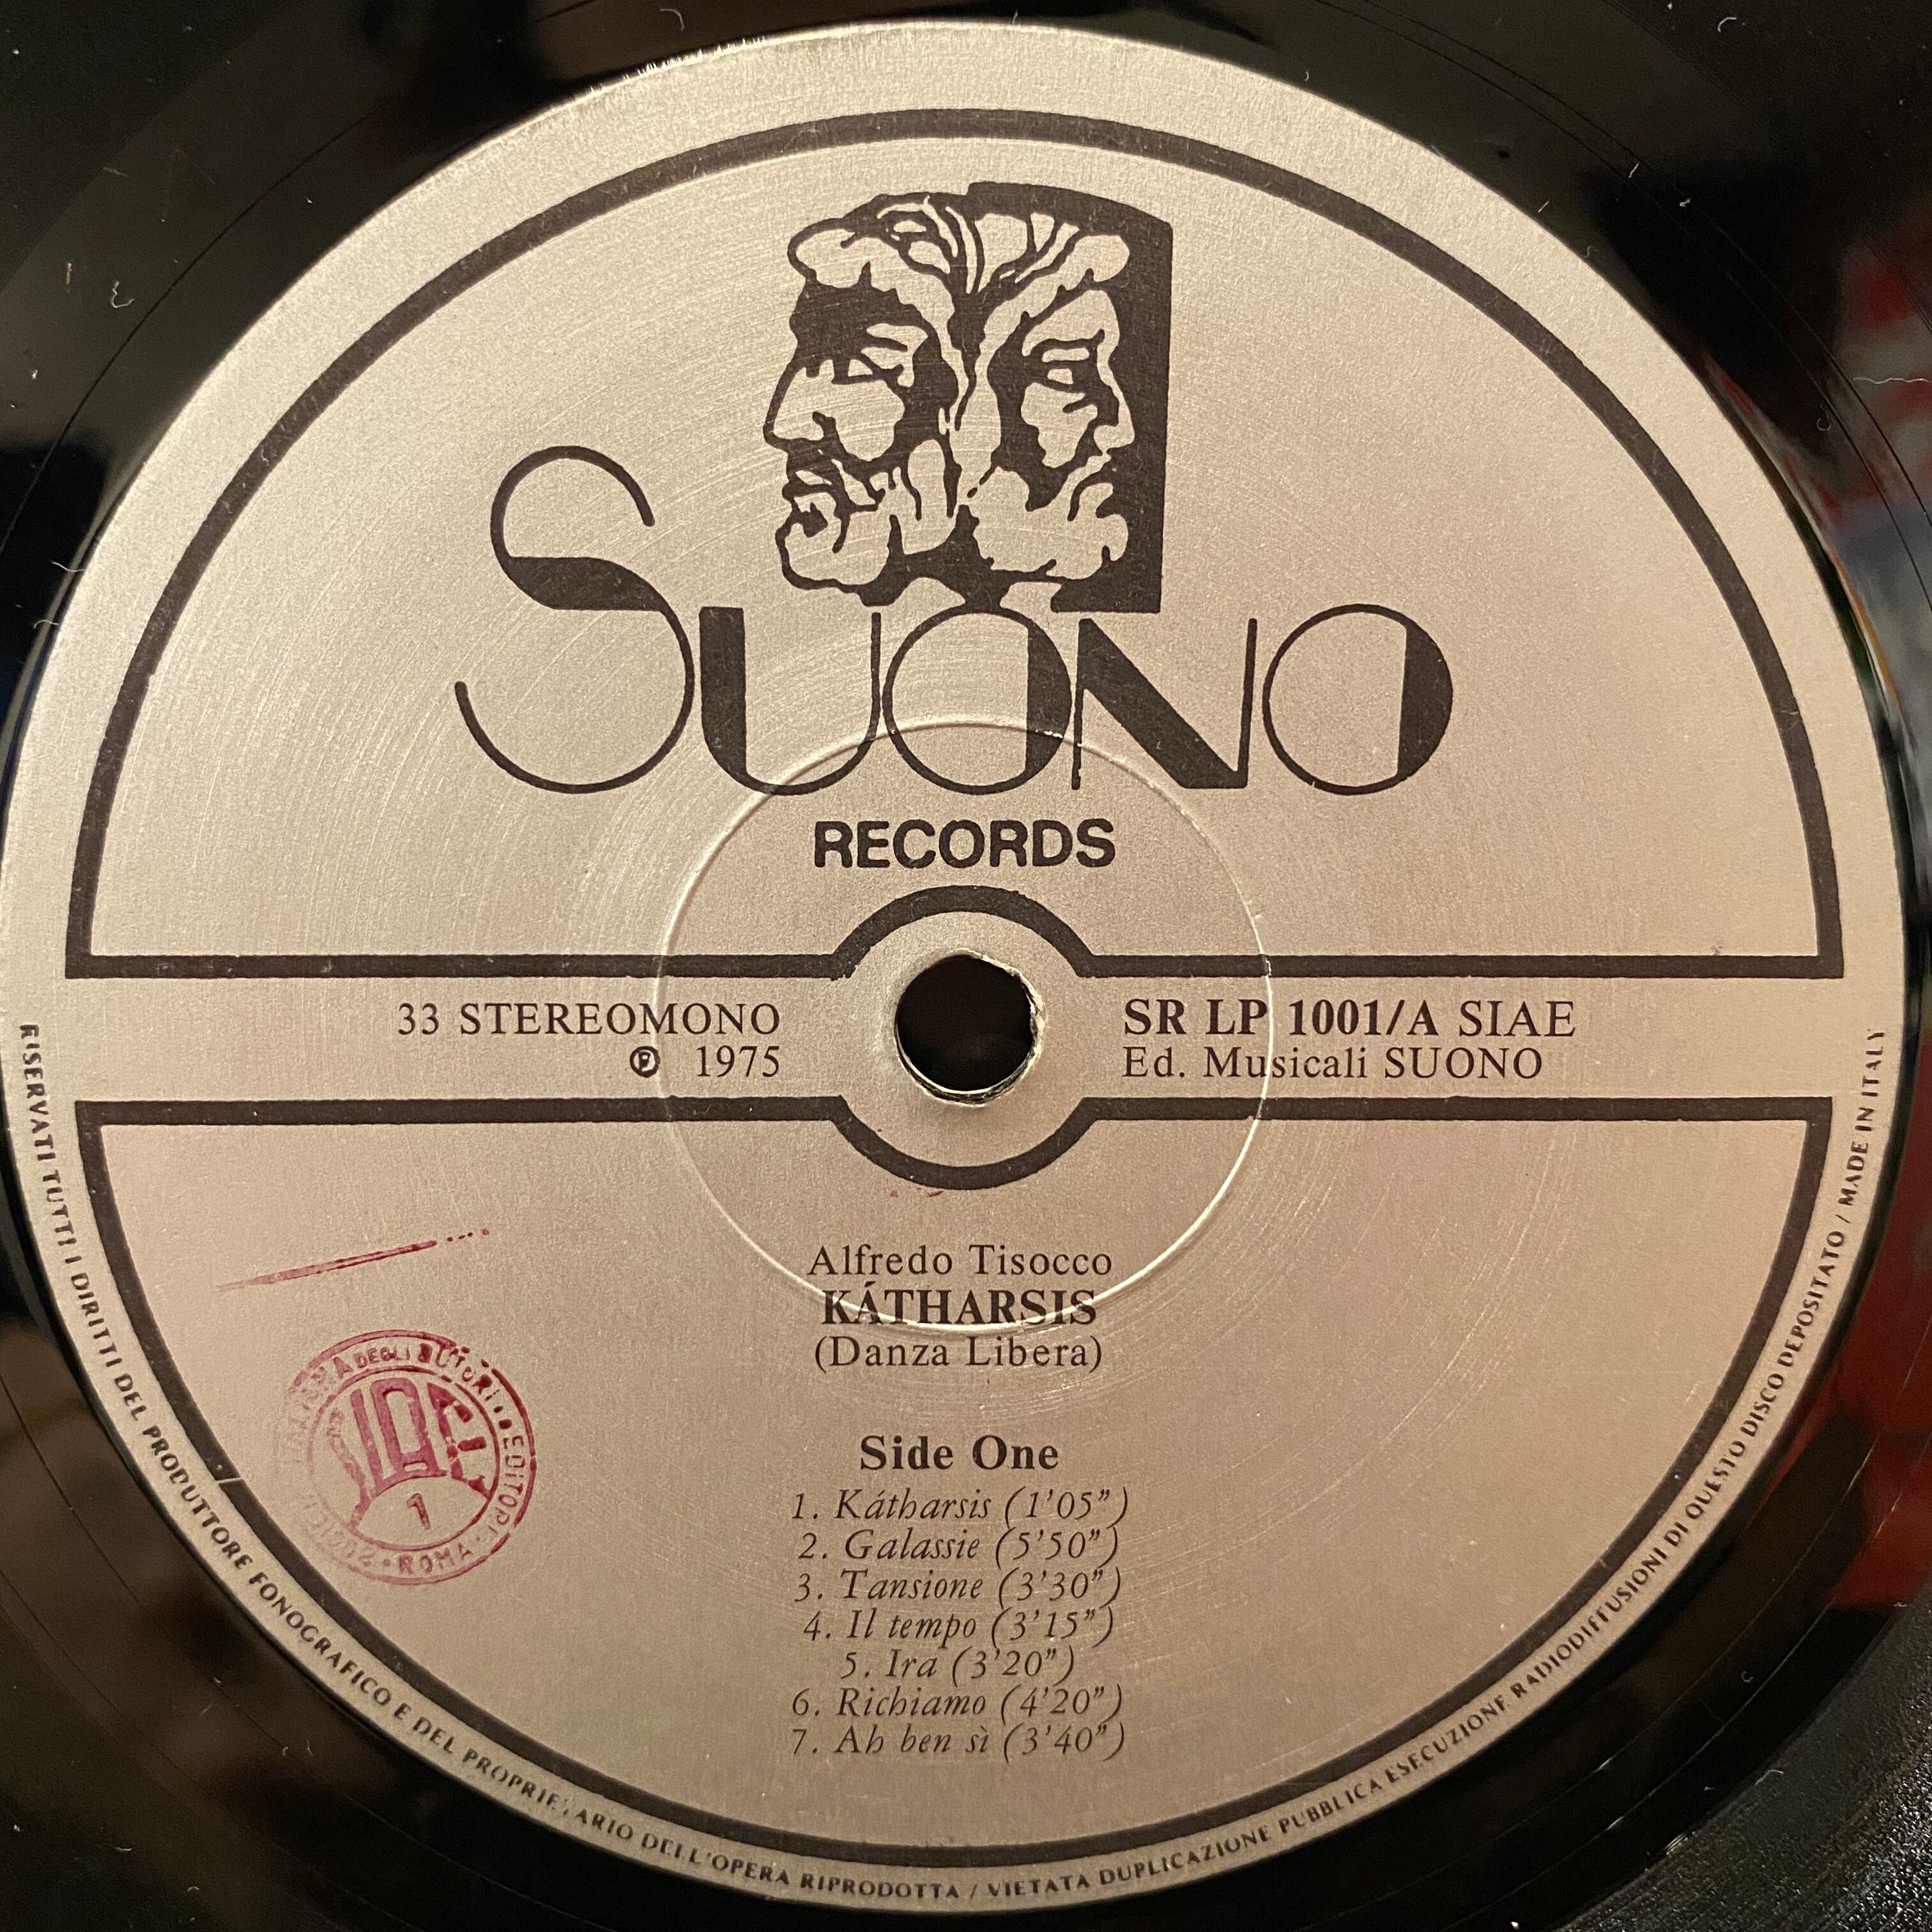 SUONO
RECORDS
33 STEREOMONO
Ⓟ 1975
SR LP 1001/A SIAE
Ed. Musicali SUONO
Alfredo Tisocco
KÁTHARSIS
(Danza Libera)
Side One
1. Kátharsis (1'05")
2. Galassie (5'50")
3. Tansione (3'30")
4. Il tempo (3'15")
5. Ira (3'20")
6. Richiamo (4'20")
7. Ah ben sì (3'40")
DEGLI AUTORI
ROMA
SIAE
1
RISERVATI TUTTI I DIRITTI DEL PRODUTTORE FONOGRAFICO E DEL PROPRIETARIO DELL'OPERA RIPRODOTTA / VIETATA DUPLICAZIONE PUBBLICA ESECUZIONE RADIODIFFUSIONI DI QUESTO DISCO DEPOSITATO / MADE IN ITALY